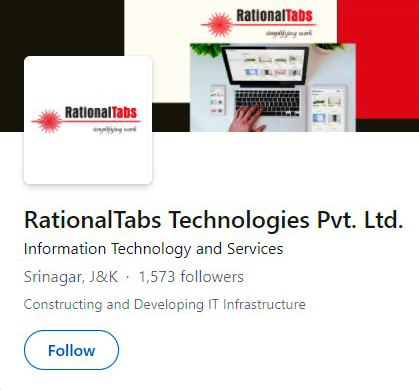 RationalTabs
simplifying work
RationalTabs
simplifying work
RationalTabs Technologies Pvt. Ltd.
Information Technology and Services
Srinagar, J&K · 1,573 followers
Constructing and Developing IT Infrastructure
Follow